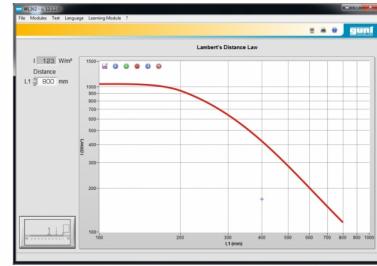 File Modules Test Language Learning Module ?
gunt
Lambert's Distance Law
I 123 W/m²
Distance
L1 800 mm
1500
1000
900
800
700
600
500
400
300
200
100
I (W/m²)
100 200 300 400 500 600 700 800 900 1000
L1 (mm)